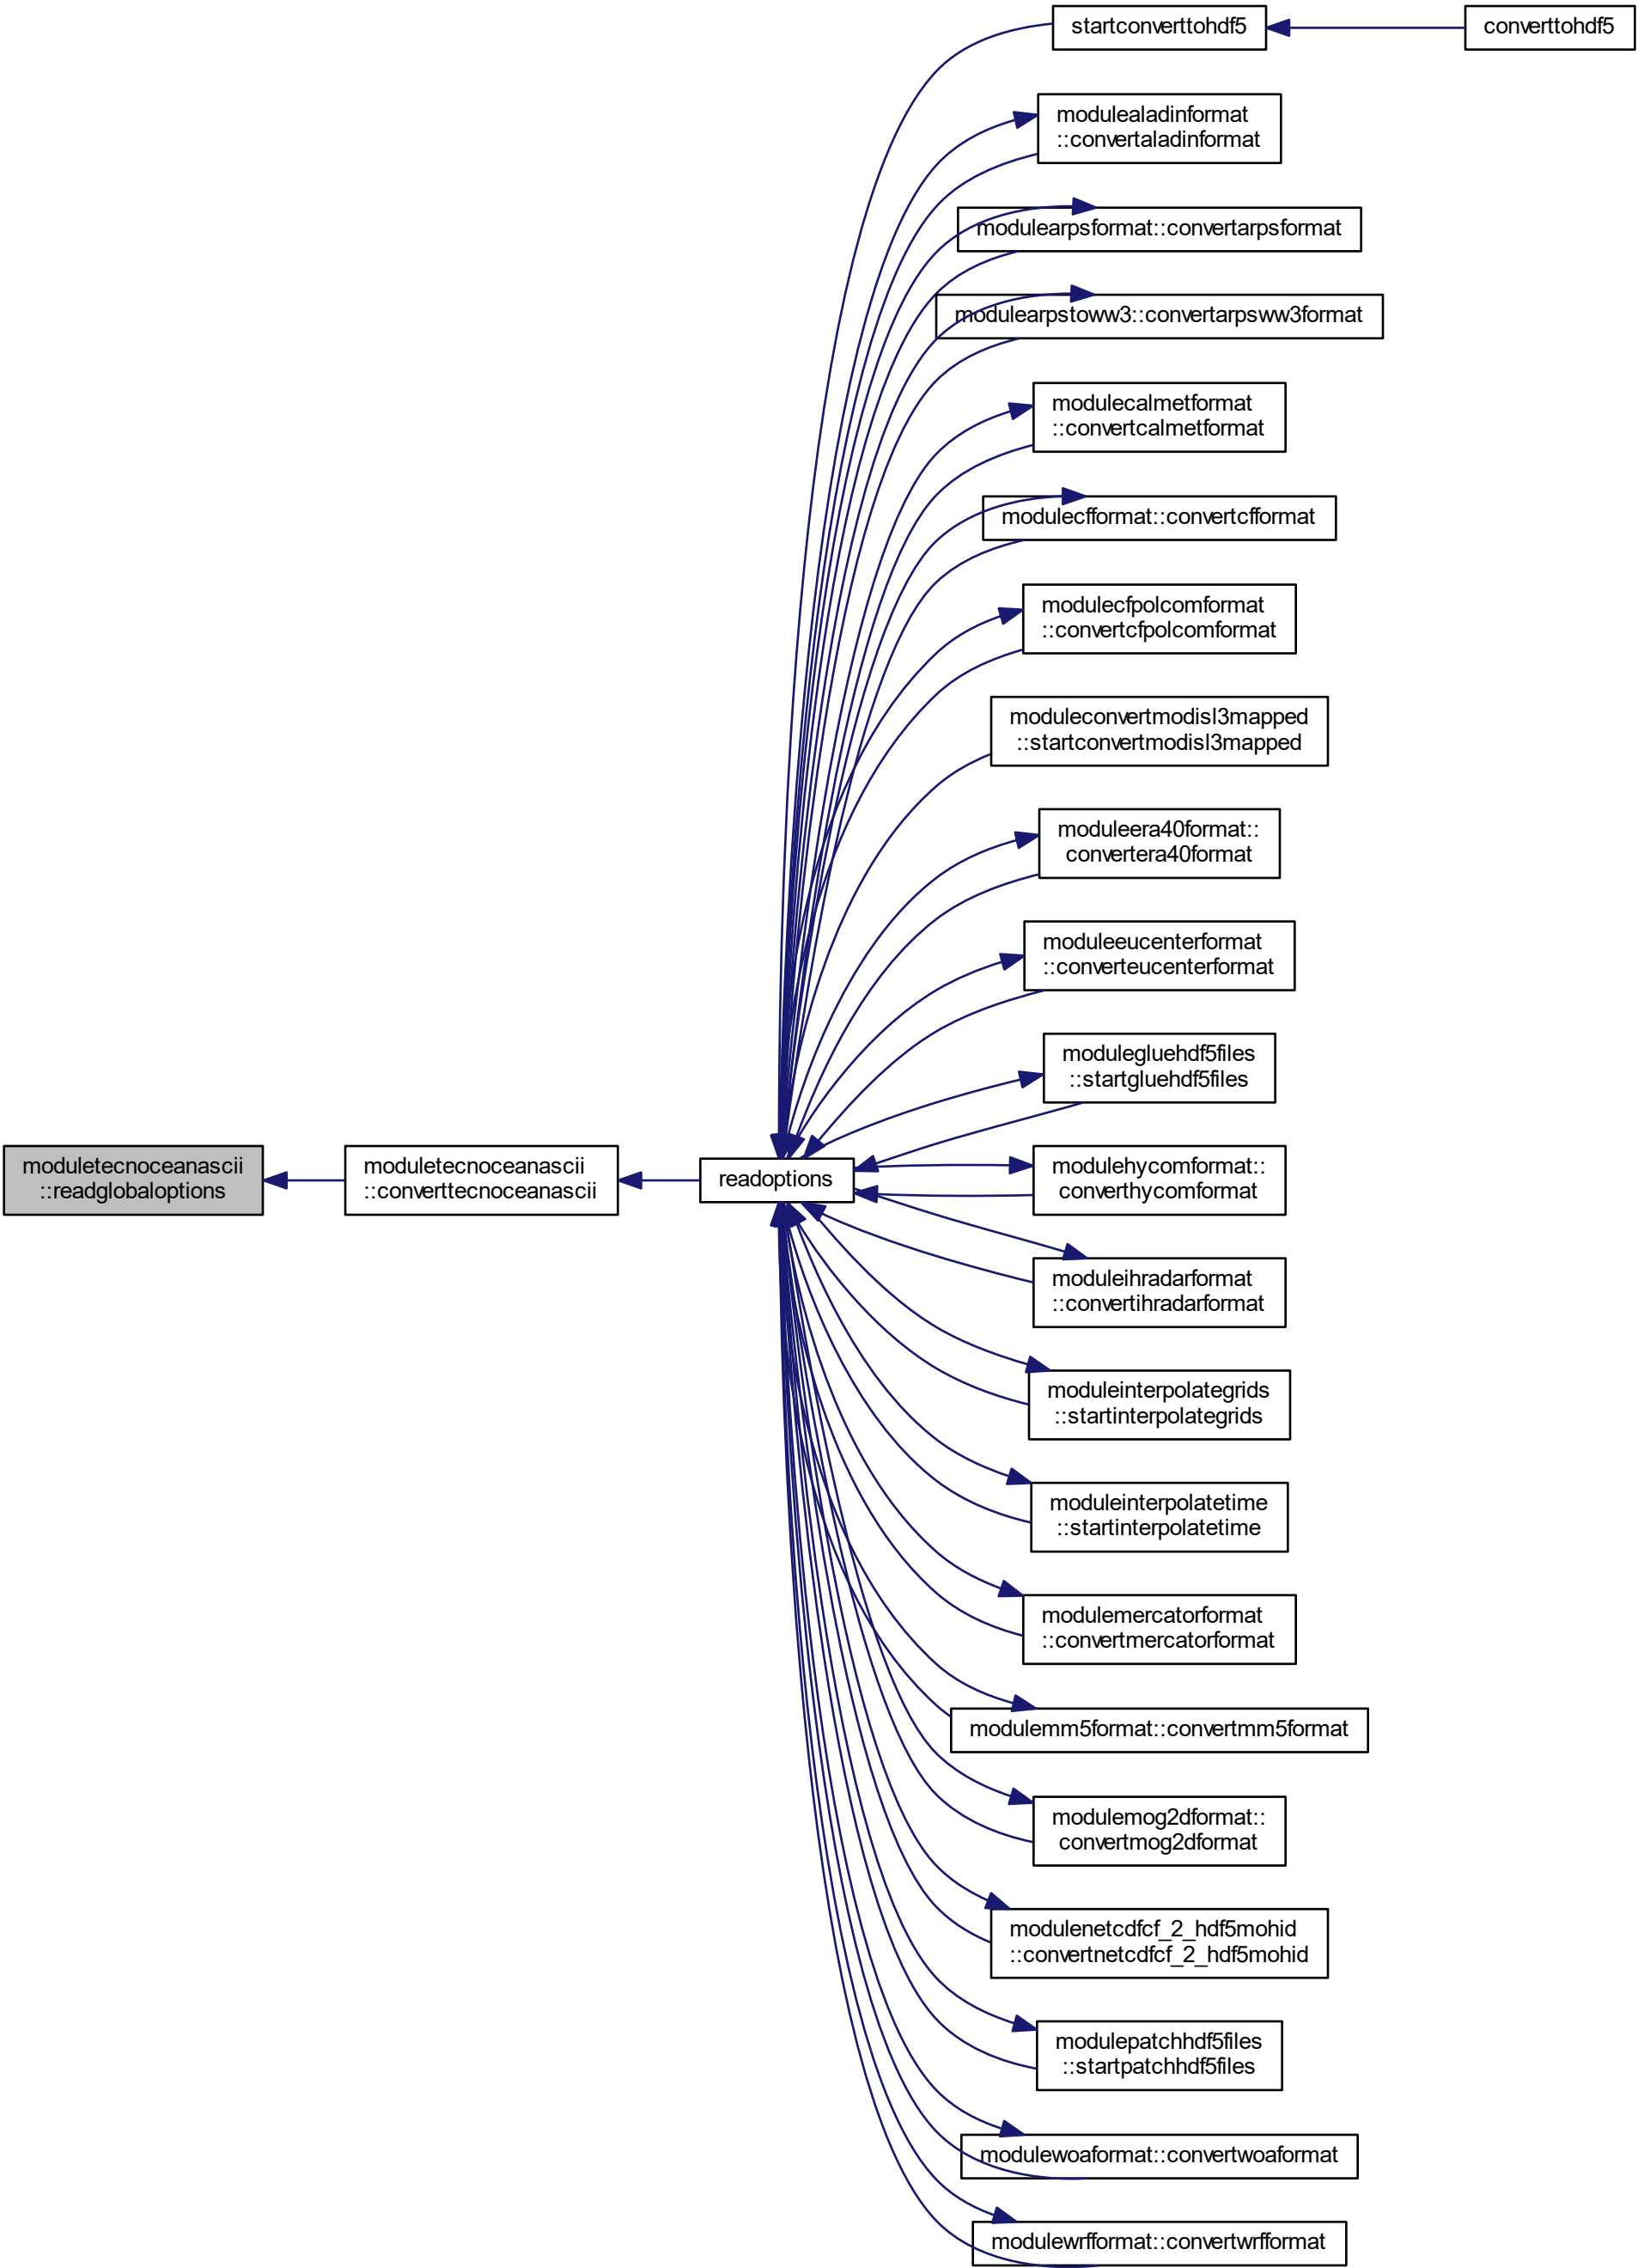 startconverttohdf5
converttohdf5
modulealadinformat
::convertaladinformat
modulearpsformat::convertarpsformat
modulearpstoww3::convertarpsww3format
modulecalmetformat
::convertcalmetformat
modulecfformat::convertcfformat
modulecfpolcomformat
::convertcfpolcomformat
moduleconvertmodisl3mapped
::startconvertmodisl3mapped
moduleera40format::
convertera40format
moduleeucenterformat
::converteucenterformat
modulegluehdf5files
::startgluehdf5files
moduletecnoceanascii
::readglobaloptions
moduletecnoceanascii
::converttecnoceanascii
readoptions
modulehycomformat::
converthycomformat
moduleihradarformat
::convertihradarformat
moduleinterpolategrids
::startinterpolategrids
moduleinterpolatetime
::startinterpolatetime
modulemercatorformat
::convertmercatorformat
modulemm5format::convertmm5format
modulemog2dformat::
convertmog2dformat
modulenetcdfcf_2_hdf5mohid
::convertnetcdfcf_2_hdf5mohid
modulepatchhdf5files
::startpatchhdf5files
modulewoaformat::convertwoaformat
modulewrfformat::convertwrfformat